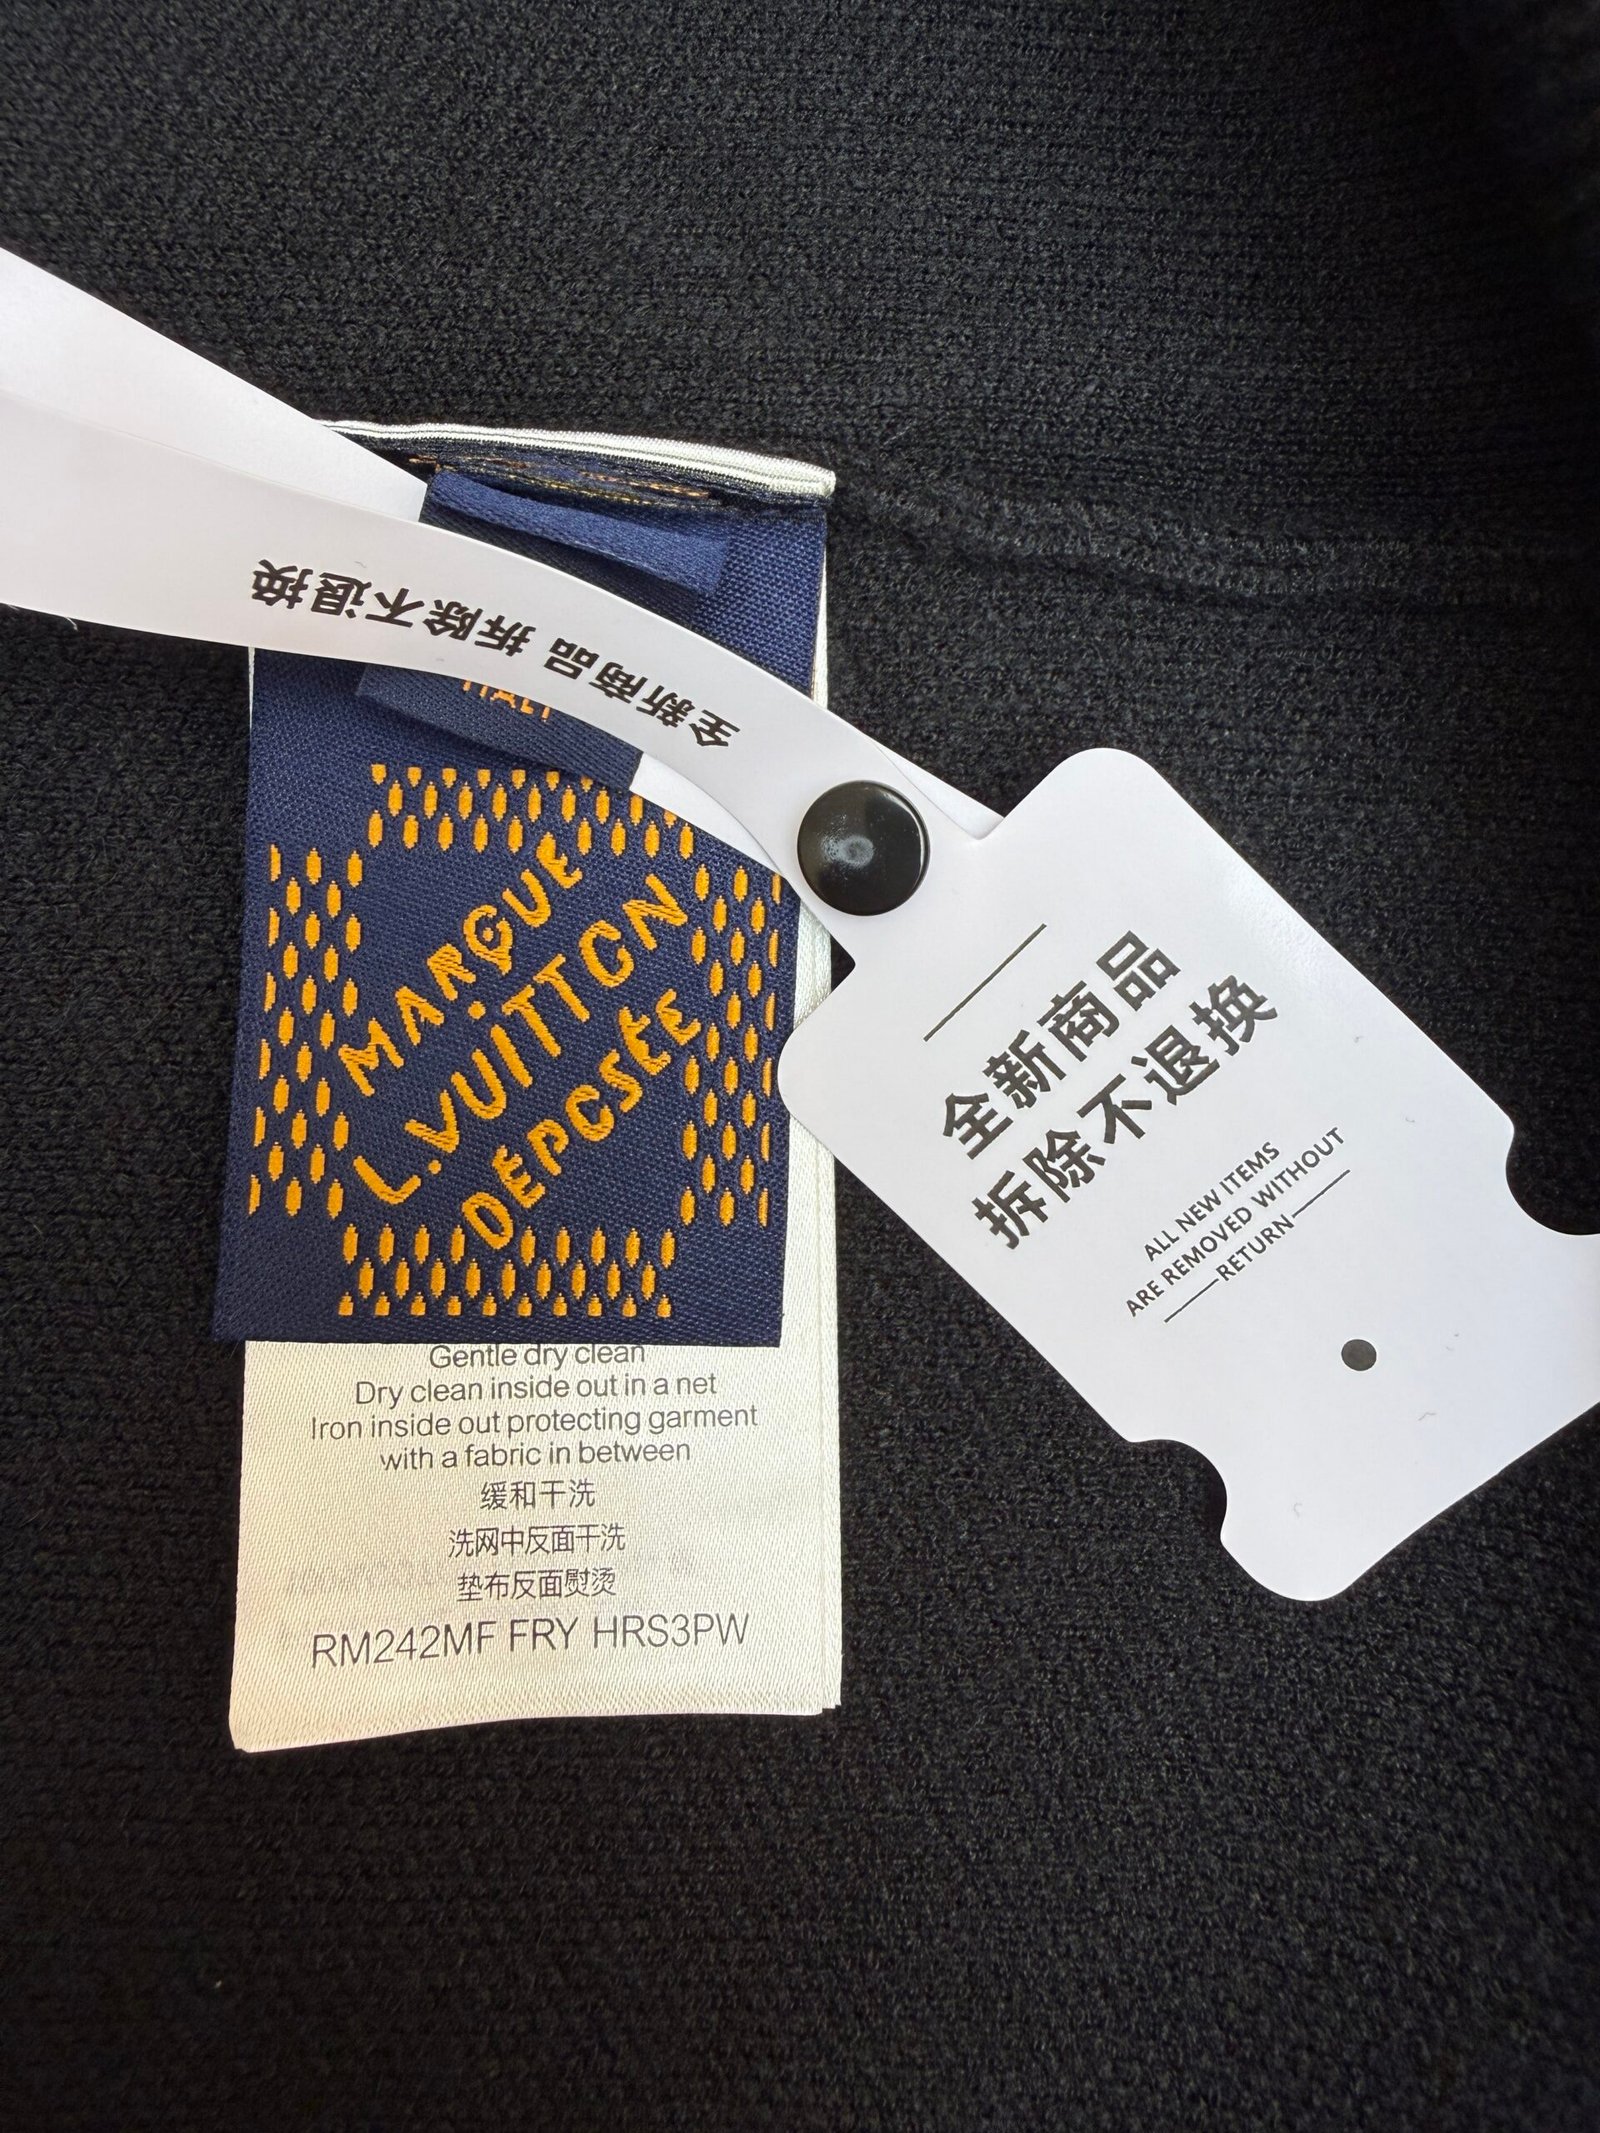 全新商品 拆除不退换
ITALY
MARQUE
L.VUITTON
DÉPOSÉE
Gentle dry clean
Dry clean inside out in a net
Iron inside out protecting garment
with a fabric in between
缓和干洗
洗网中反面干洗
垫布反面熨烫
RM242MF FRY HRS3PW
全新商品
拆除不退换
ALL NEW ITEMS
ARE REMOVED WITHOUT
RETURN